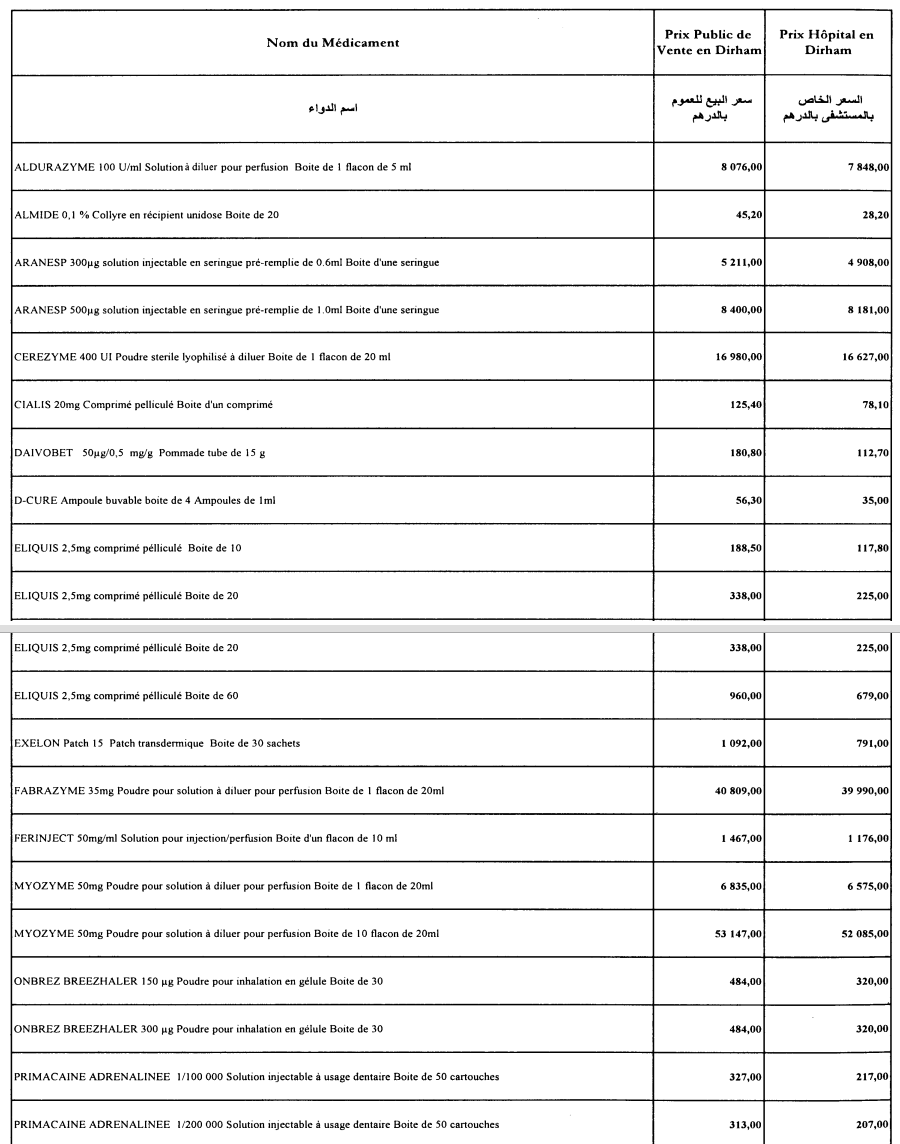 Nom du Médicament
Prix Public de
Vente en Dirham
Prix Hôpital en
Dirham
اسم الدواء
سعر البيع للعموم
بالدرهم
السعر الخاص
بالمستشفى بالدرهم
ALDURAZYME 100 U/ml Solution à diluer pour perfusion Boite de 1 flacon de 5 ml 8 076,00 7 848,00
ALMIDE 0,1 % Collyre en récipient unidose Boite de 20 45,20 28,20
ARANESP 300µg solution injectable en seringue pré-remplie de 0.6ml Boite d'une seringue 5 211,00 4 908,00
ARANESP 500µg solution injectable en seringue pré-remplie de 1.0ml Boite d'une seringue 8 400,00 8 181,00
CEREZYME 400 UI Poudre sterile lyophilisé à diluer Boite de 1 flacon de 20 ml 16 980,00 16 627,00
CIALIS 20mg Comprimé pelliculé Boite d'un comprimé 125,40 78,10
DAIVOBET 50µg/0,5 mg/g Pommade tube de 15 g 180,80 112,70
D-CURE Ampoule buvable boite de 4 Ampoules de 1ml 56,30 35,00
ELIQUIS 2,5mg comprimé pélliculé Boite de 10 188,50 117,80
ELIQUIS 2,5mg comprimé pélliculé Boite de 20 338,00 225,00
ELIQUIS 2,5mg comprimé pélliculé Boite de 20 338,00 225,00
ELIQUIS 2,5mg comprimé pélliculé Boite de 60 960,00 679,00
EXELON Patch 15 Patch transdermique Boite de 30 sachets 1 092,00 791,00
FABRAZYME 35mg Poudre pour solution à diluer pour perfusion Boite de 1 flacon de 20ml 40 809,00 39 990,00
FERINJECT 50mg/ml Solution pour injection/perfusion Boite d'un flacon de 10 ml 1 467,00 1 176,00
MYOZYME 50mg Poudre pour solution à diluer pour perfusion Boite de 1 flacon de 20ml 6 835,00 6 575,00
MYOZYME 50mg Poudre pour solution à diluer pour perfusion Boite de 10 flacon de 20ml 53 147,00 52 085,00
ONBREZ BREEZHALER 150 µg Poudre pour inhalation en gélule Boite de 30 484,00 320,00
ONBREZ BREEZHALER 300 µg Poudre pour inhalation en gélule Boite de 30 484,00 320,00
PRIMACAINE ADRENALINEE 1/100 000 Solution injectable à usage dentaire Boite de 50 cartouches 327,00 217,00
PRIMACAINE ADRENALINEE 1/200 000 Solution injectable à usage dentaire Boite de 50 cartouches 313,00 207,00